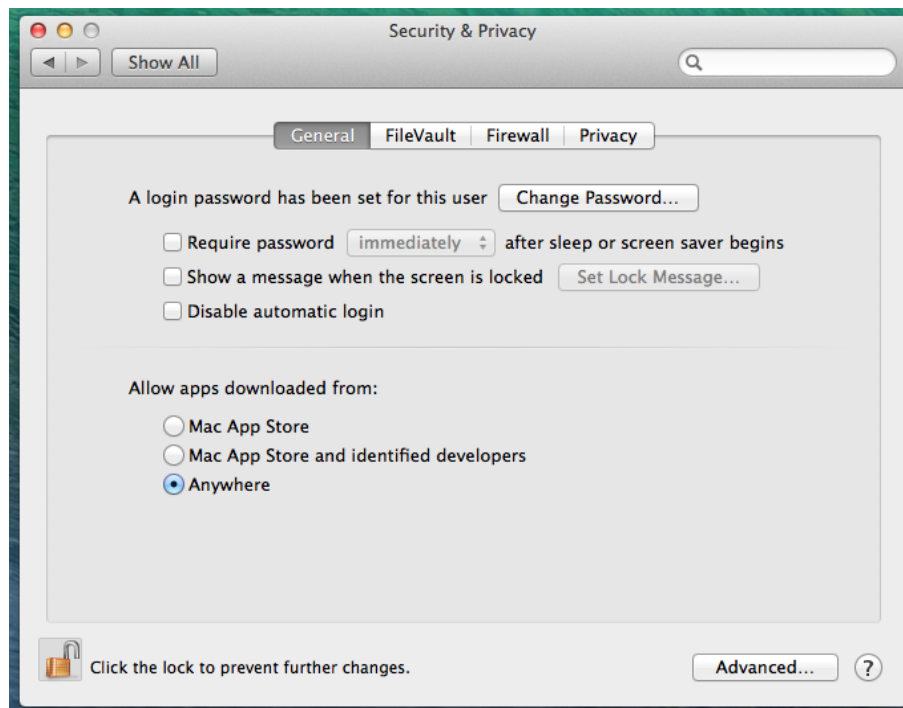 Security & Privacy
Show All
General FileVault Firewall Privacy
A login password has been set for this user Change Password...
Require password immediately after sleep or screen saver begins
Show a message when the screen is locked Set Lock Message...
Disable automatic login
Allow apps downloaded from:
Mac App Store
Mac App Store and identified developers
Anywhere
Click the lock to prevent further changes. Advanced... ?